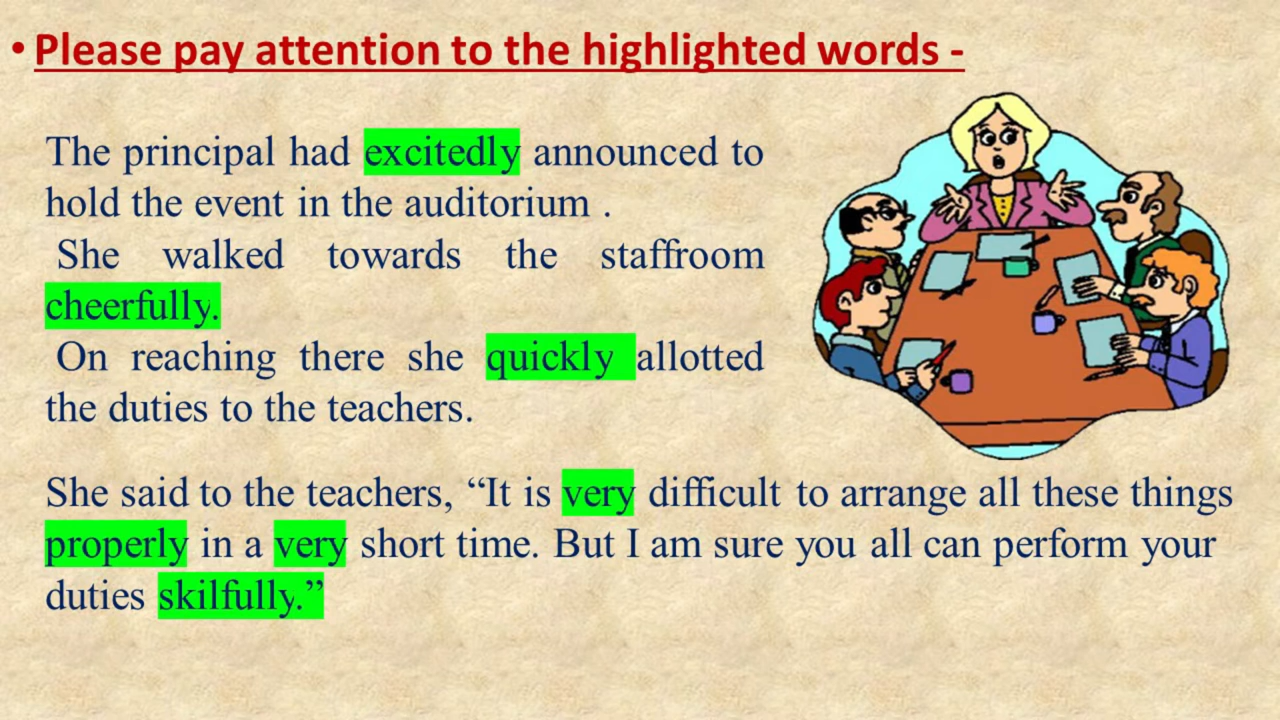 • Please pay attention to the highlighted words -
The principal had excitedly announced to
hold the event in the auditorium .
She walked towards the staffroom
cheerfully.
On reaching there she quickly allotted
the duties to the teachers.
She said to the teachers, “It is very difficult to arrange all these things
properly in a very short time. But I am sure you all can perform your
duties skilfully.”